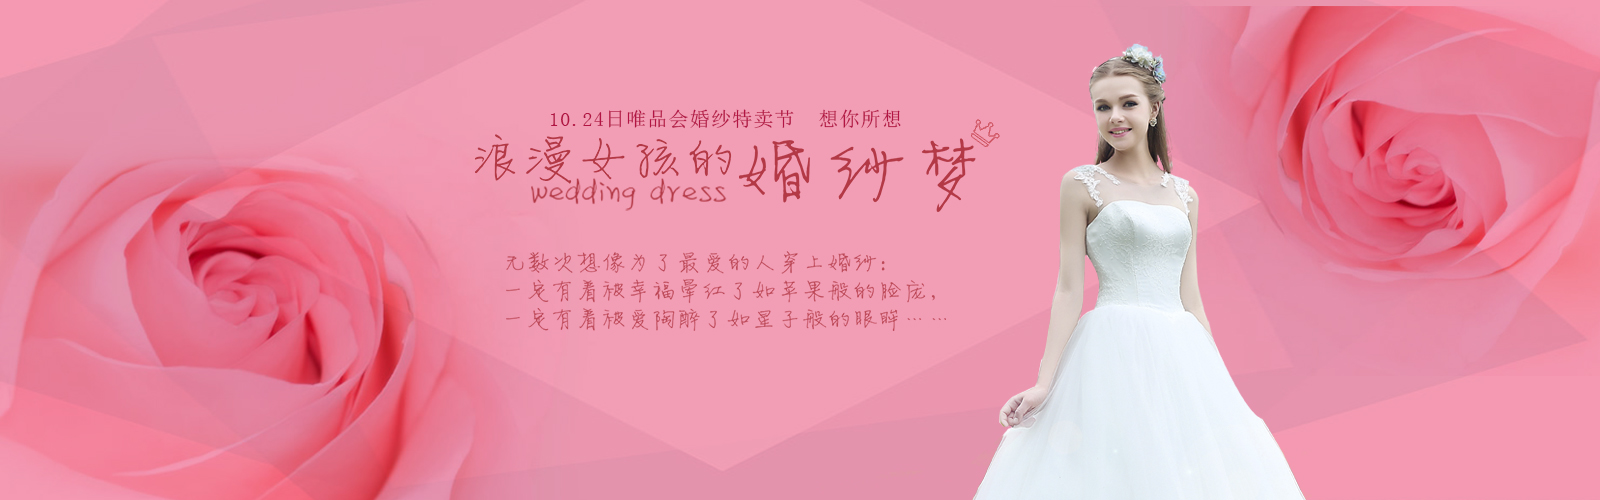 10.24日唯品会婚纱特卖节 想你所想
浪漫女孩的婚纱梦
wedding dress
无数次想像为了最爱的人穿上婚纱：
一定有着被幸福晕红了如苹果般的脸庞，
一定有着被爱陶醉了如星子般的眼眸……